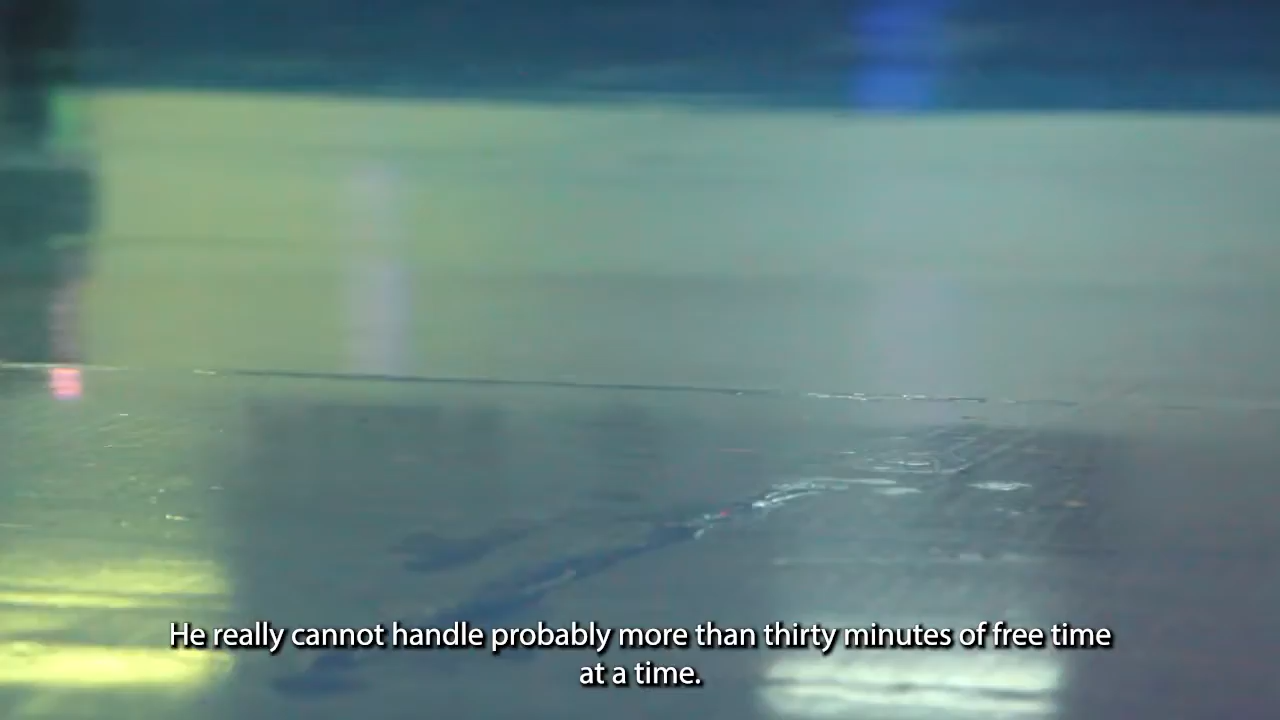 He really cannot handle probably more than thirty minutes of free time
at a time.